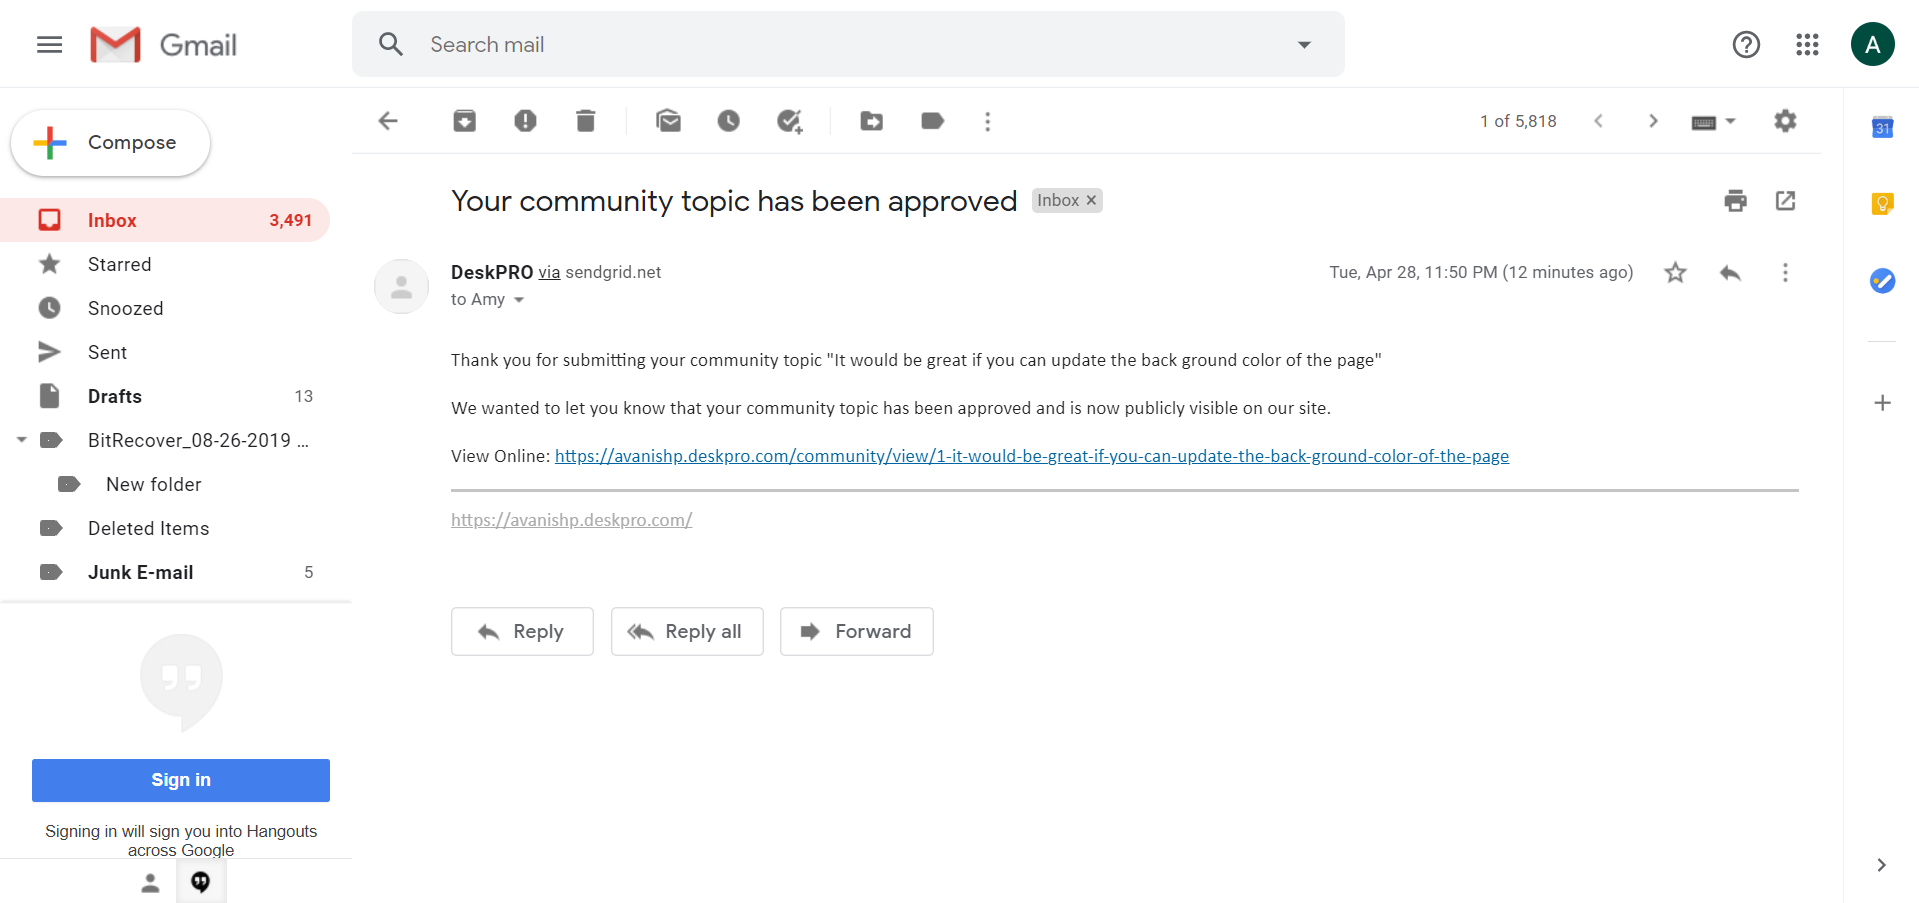 Gmail
Search mail
A
Compose
1 of 5,818
31
Inbox 3,491
Starred
Snoozed
Sent
Drafts 13
BitRecover_08-26-2019 ...
New folder
Deleted Items
Junk E-mail 5
Your community topic has been approved Inbox ×
DeskPRO via sendgrid.net
Tue, Apr 28, 11:50 PM (12 minutes ago)
to Amy
Thank you for submitting your community topic "It would be great if you can update the back ground color of the page"
We wanted to let you know that your community topic has been approved and is now publicly visible on our site.
View Online: https://avanishp.deskpro.com/community/view/1-it-would-be-great-if-you-can-update-the-back-ground-color-of-the-page
https://avanishp.deskpro.com/
Reply
Reply all
Forward
Sign in
Signing in will sign you into Hangouts
across Google